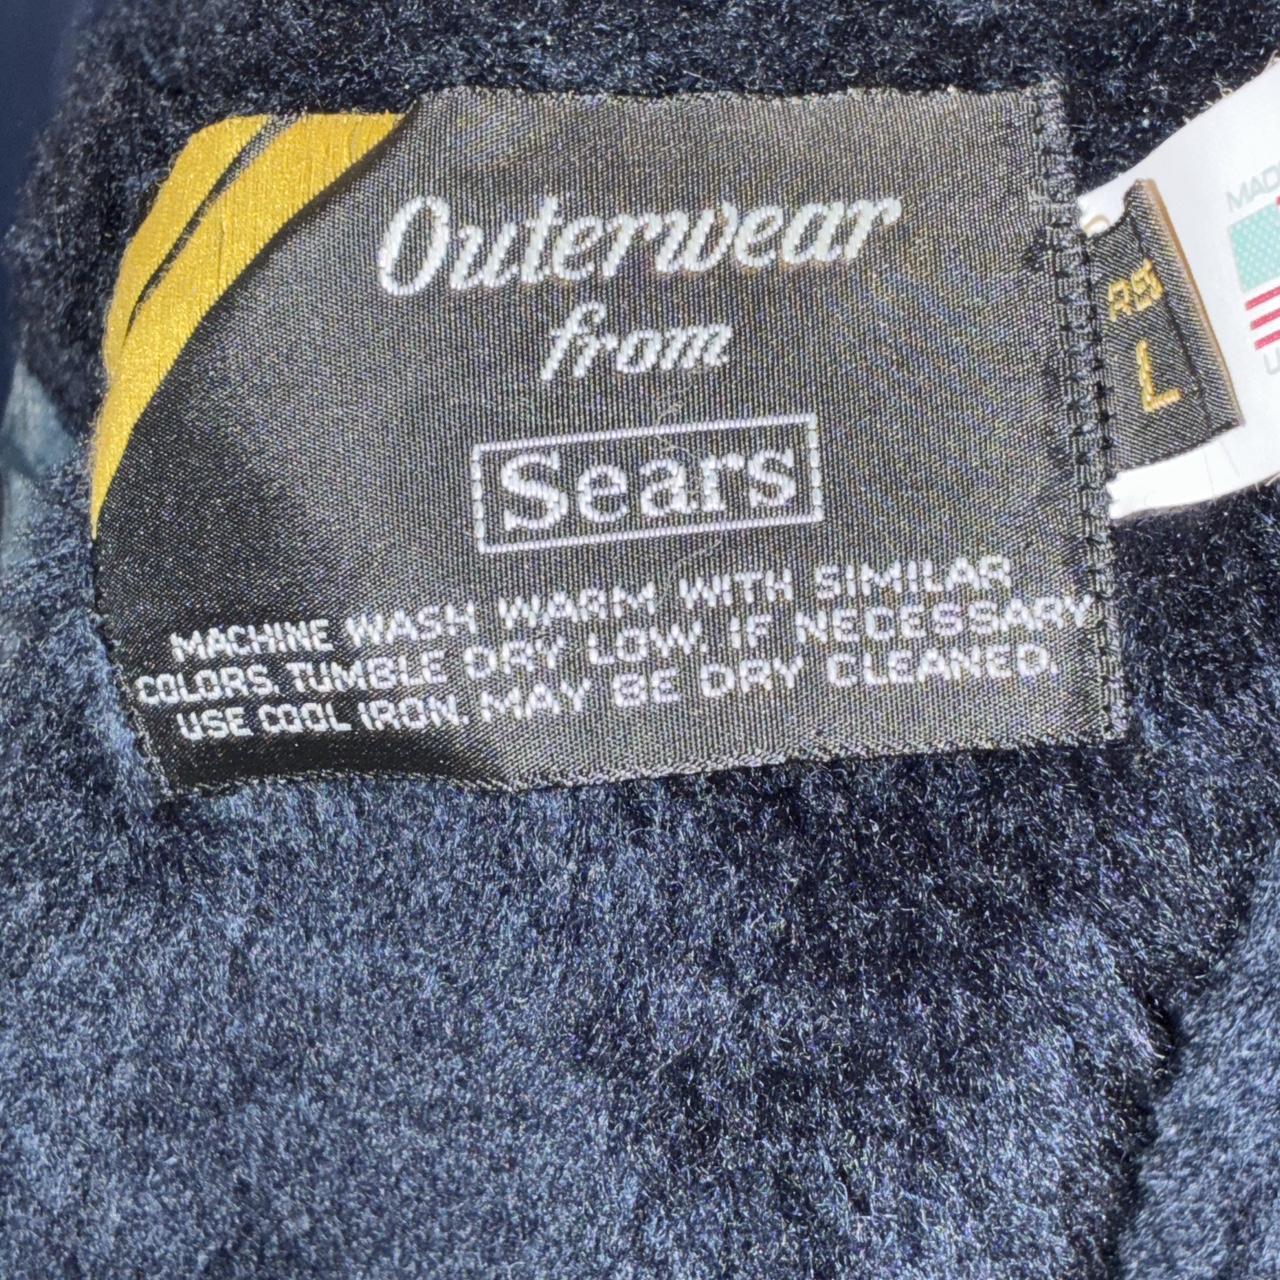 Outerwear
from
Sears
MACHINE WASH WARM WITH SIMILAR
COLORS. TUMBLE DRY LOW. IF NECESSARY
USE COOL IRON. MAY BE DRY CLEANED.
L